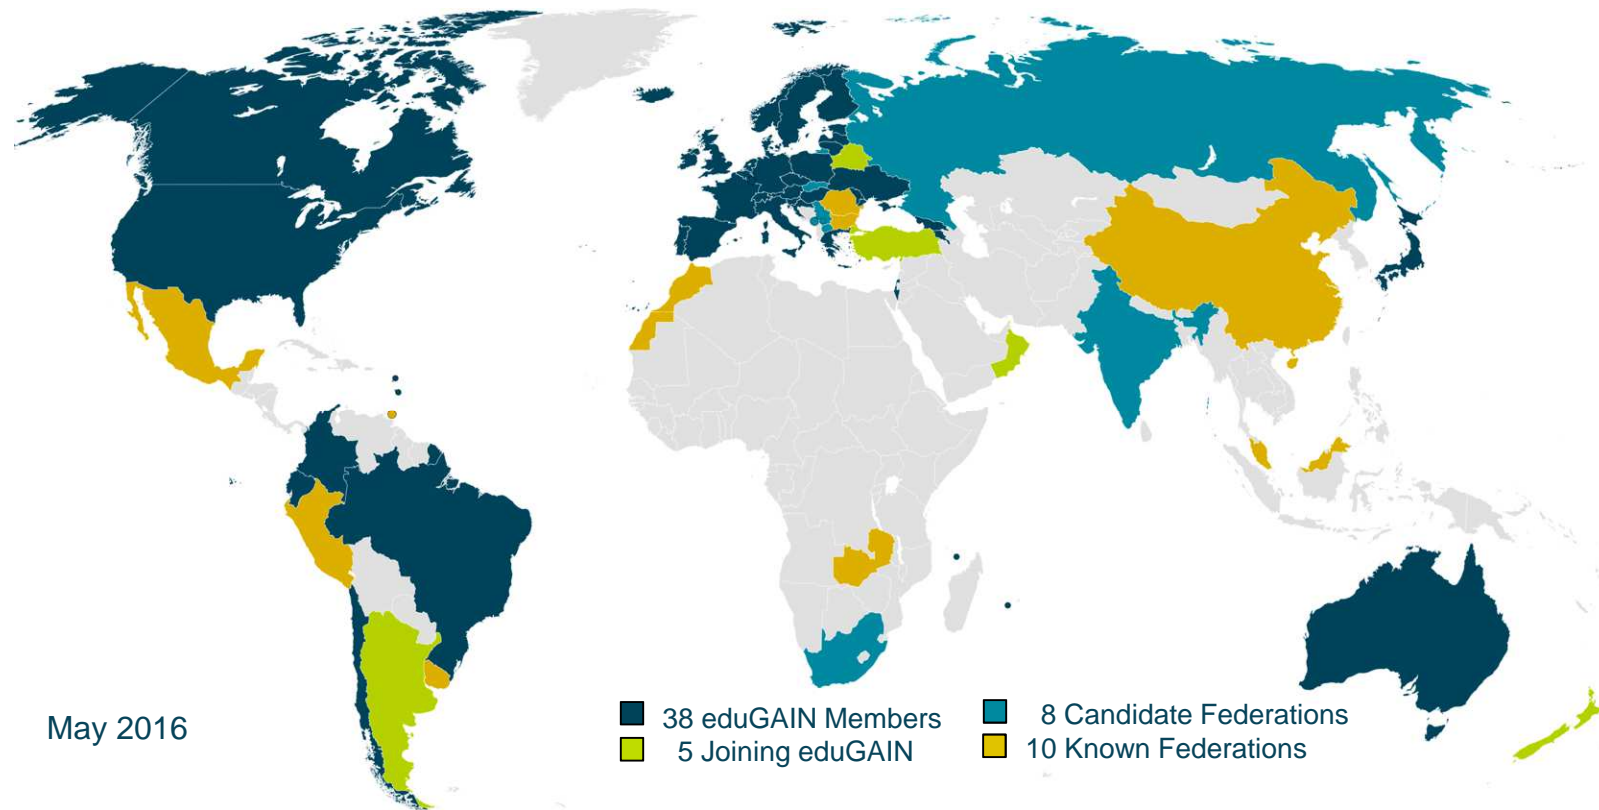 May 2016
38 eduGAIN Members
5 Joining eduGAIN
8 Candidate Federations
10 Known Federations